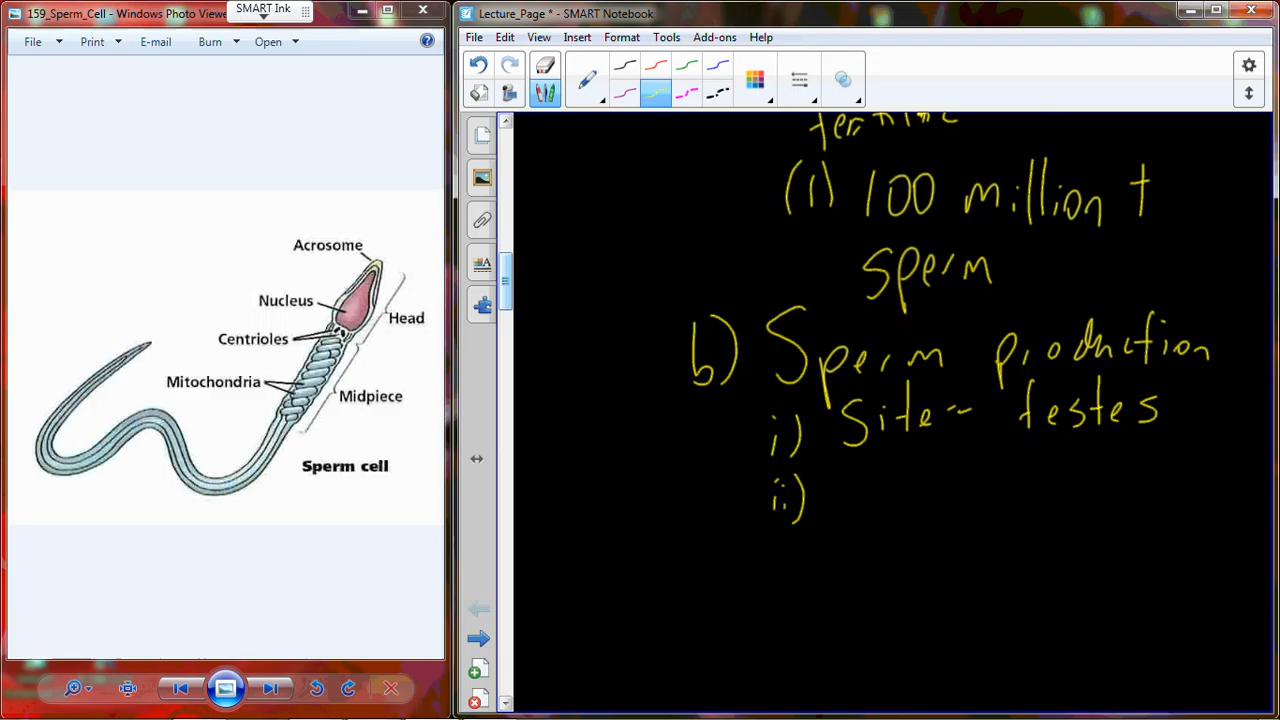 159_Sperm_Cell - Windows Photo Viewe
SMART Ink
File Print E-mail Burn Open
Acrosome
Nucleus
Head
Centrioles
Mitochondria
Midpiece
Sperm cell
Lecture_Page * - SMART Notebook
File Edit View Insert Format Tools Add-ons Help
(1) 100 million +
sperm
b) Sperm production
i) Site - testes
ii)